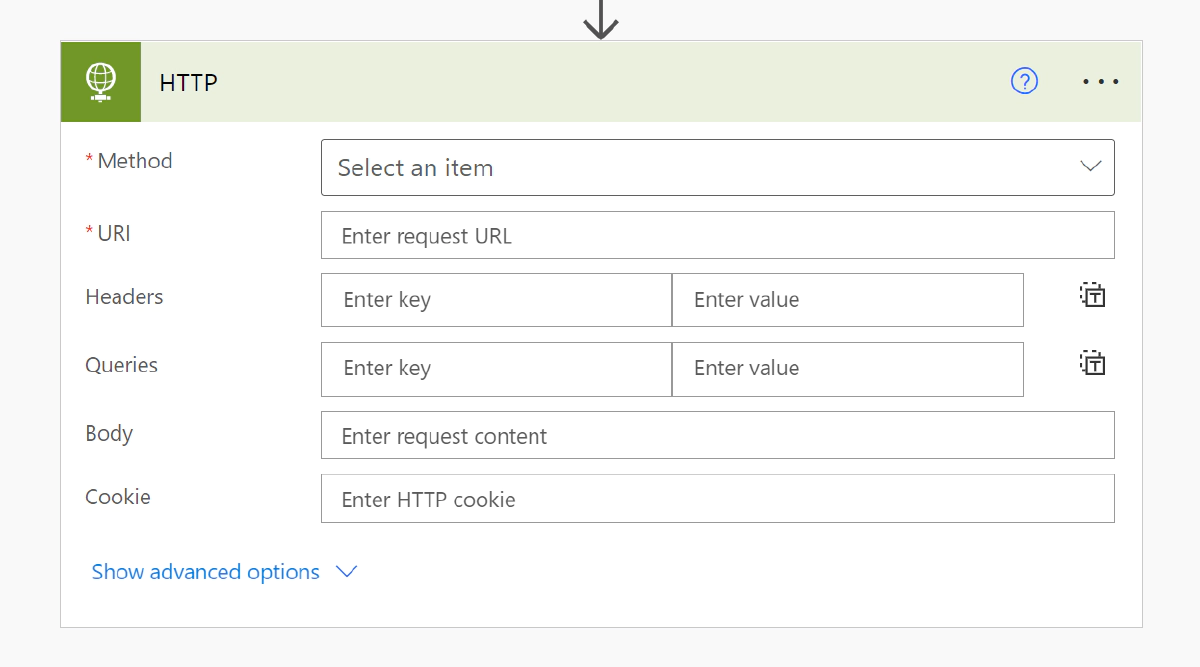 HTTP
* Method
Select an item
* URI
Enter request URL
Headers
Enter key
Enter value
Queries
Enter key
Enter value
Body
Enter request content
Cookie
Enter HTTP cookie
Show advanced options